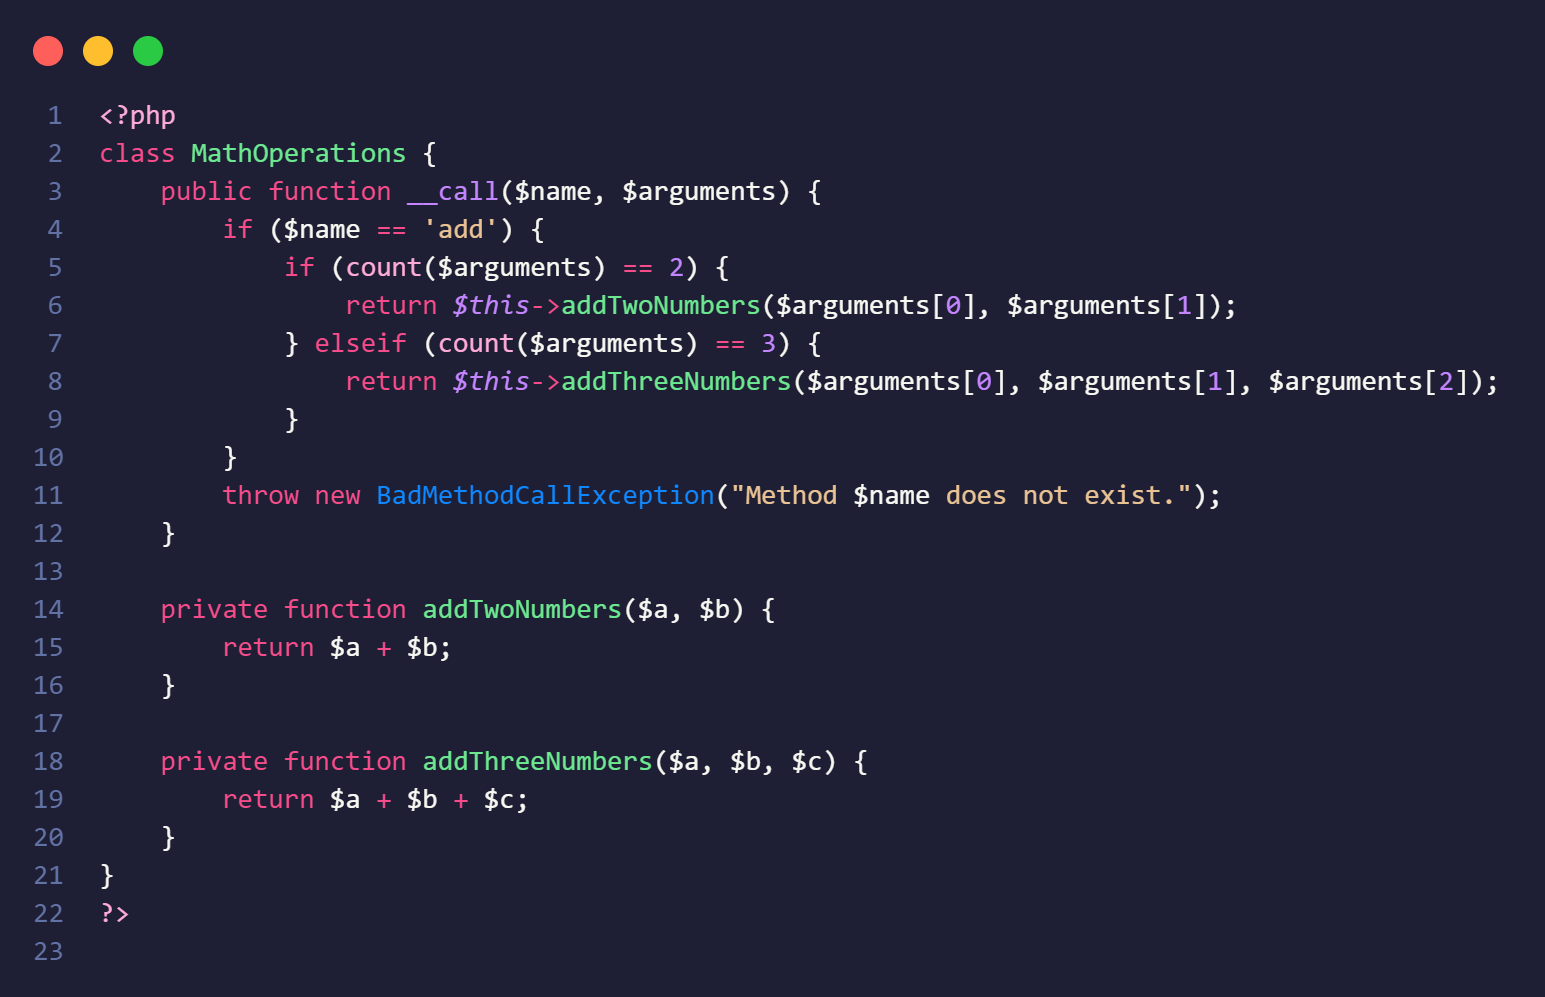 1 <?php
2 class MathOperations {
3     public function __call($name, $arguments) {
4         if ($name == 'add') {
5             if (count($arguments) == 2) {
6                 return $this->addTwoNumbers($arguments[0], $arguments[1]);
7             } elseif (count($arguments) == 3) {
8                 return $this->addThreeNumbers($arguments[0], $arguments[1], $arguments[2]);
9             }
10         }
11         throw new BadMethodCallException("Method $name does not exist.");
12     }
13
14     private function addTwoNumbers($a, $b) {
15         return $a + $b;
16     }
17
18     private function addThreeNumbers($a, $b, $c) {
19         return $a + $b + $c;
20     }
21 }
22 ?>
23